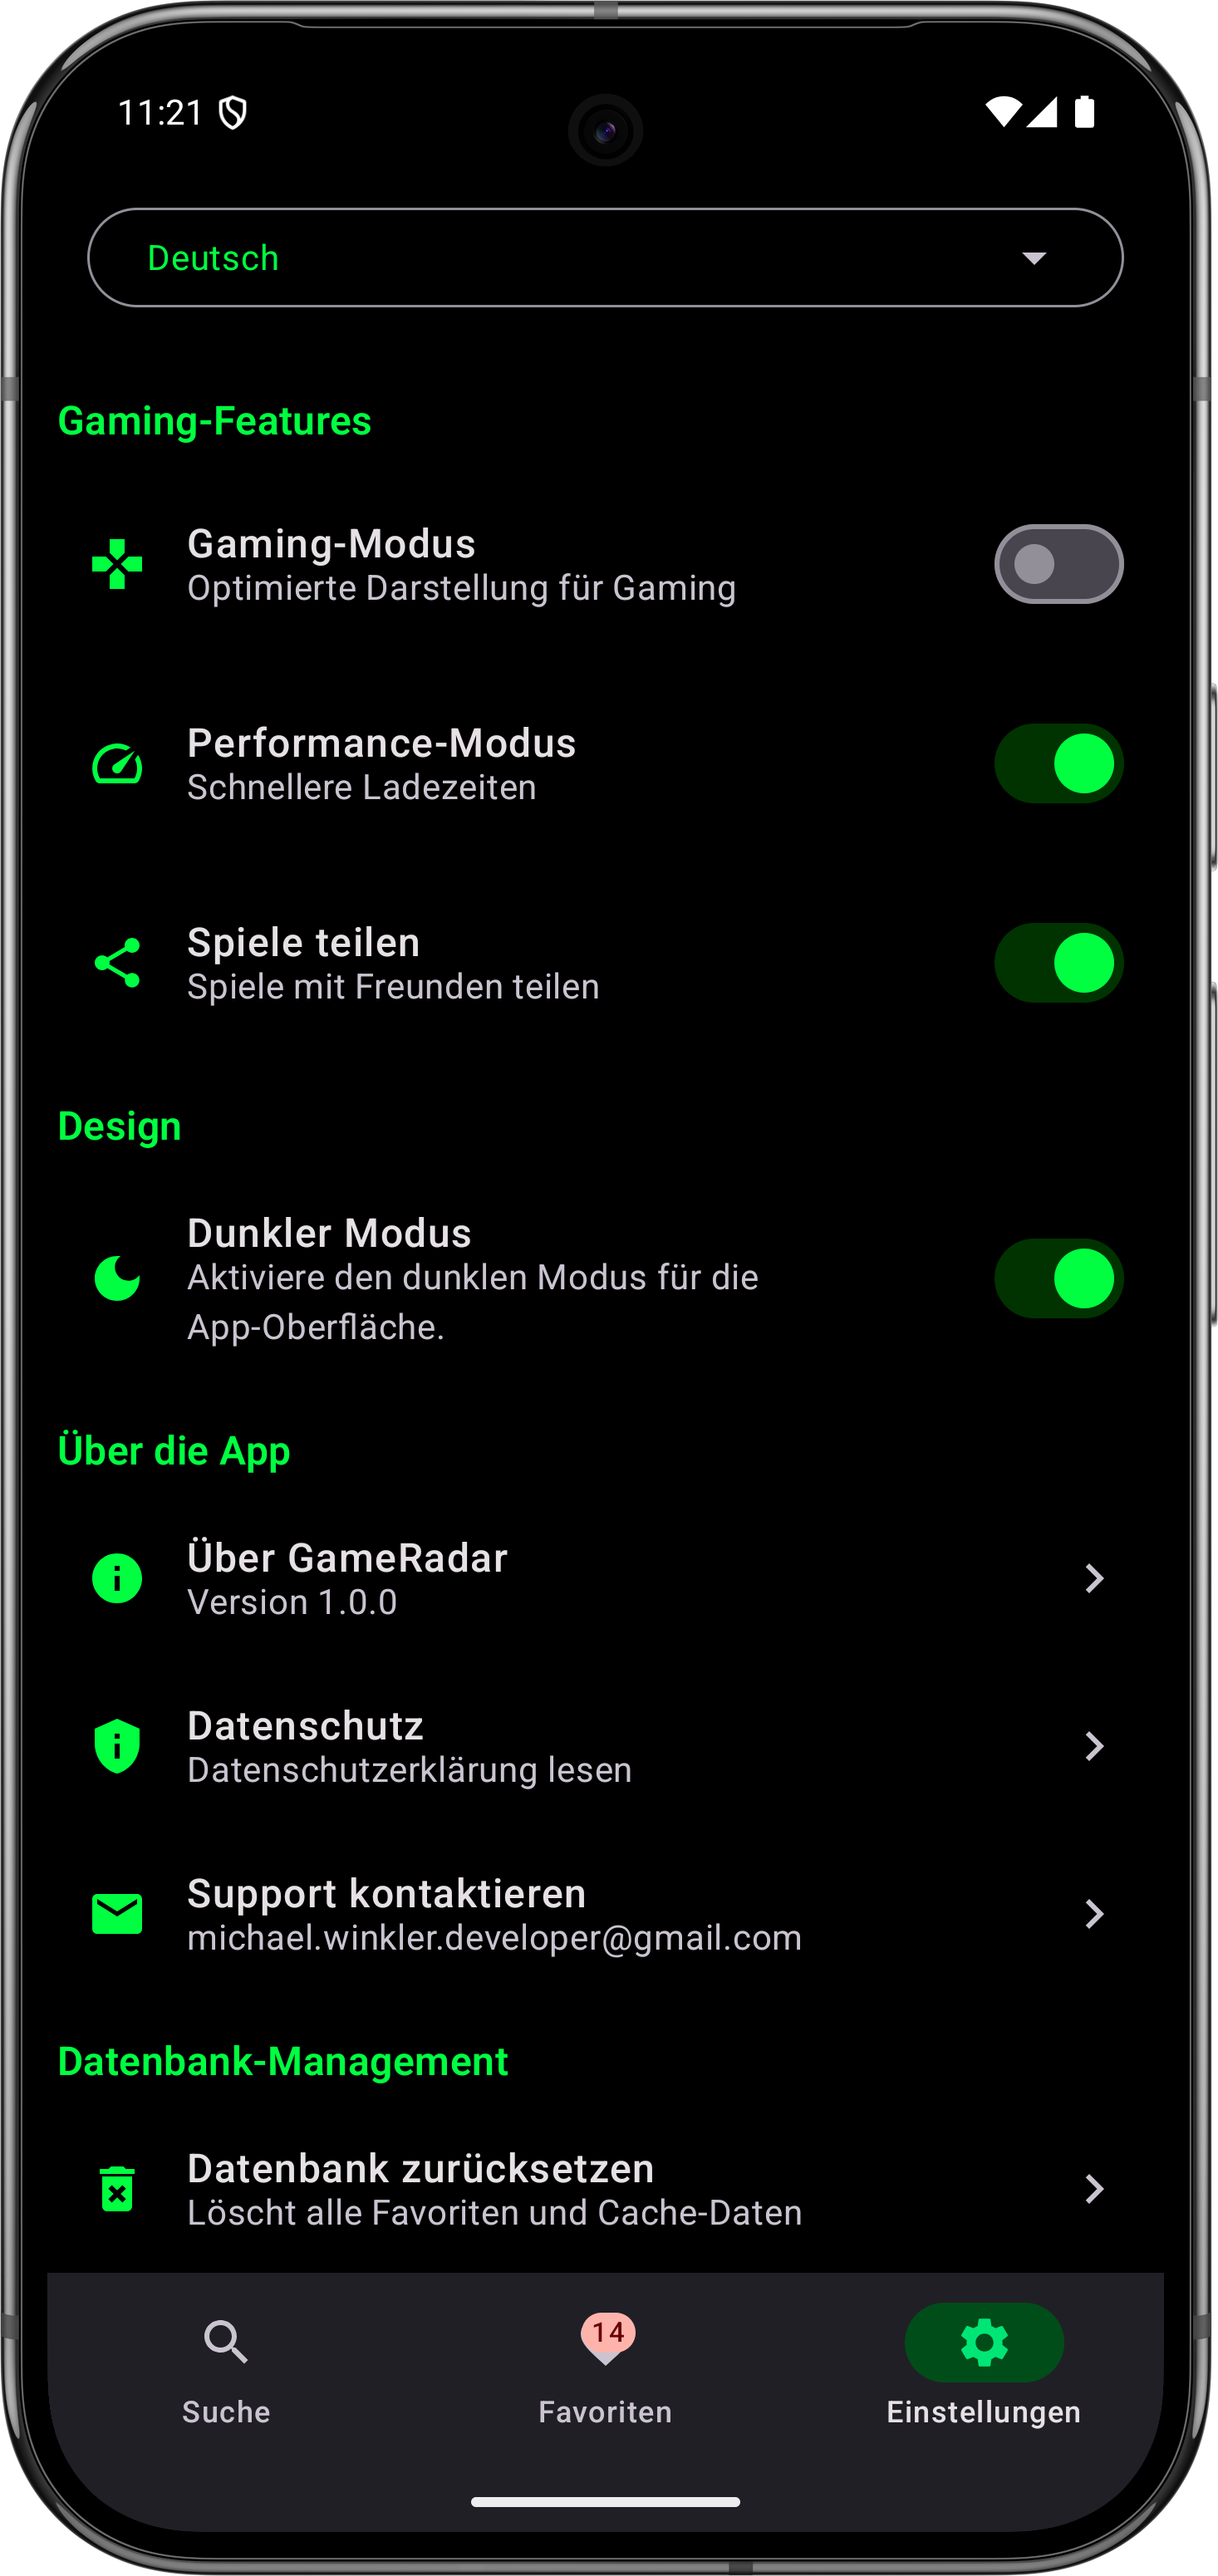 11:21
Deutsch
Gaming-Features
Gaming-Modus
Optimierte Darstellung für Gaming
Performance-Modus
Schnellere Ladezeiten
Spiele teilen
Spiele mit Freunden teilen
Design
Dunkler Modus
Aktiviere den dunklen Modus für die
App-Oberfläche.
Über die App
Über GameRadar
Version 1.0.0
Datenschutz
Datenschutzerklärung lesen
Support kontaktieren
michael.winkler.developer@gmail.com
Datenbank-Management
Datenbank zurücksetzen
Löscht alle Favoriten und Cache-Daten
14
Suche
Favoriten
Einstellungen